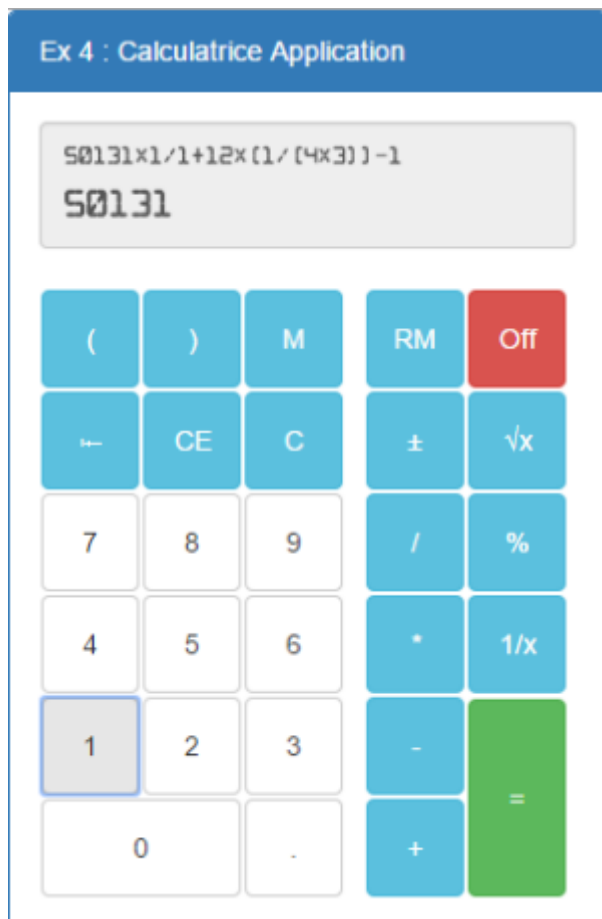 Ex 4 : Calculatrice Application
50131x1/1+12x(1/(4x3))-1
50131
( ) M RM Off
⤝ CE C ± √x
7 8 9 / %
4 5 6 * 1/x
1 2 3 - =
0 . +